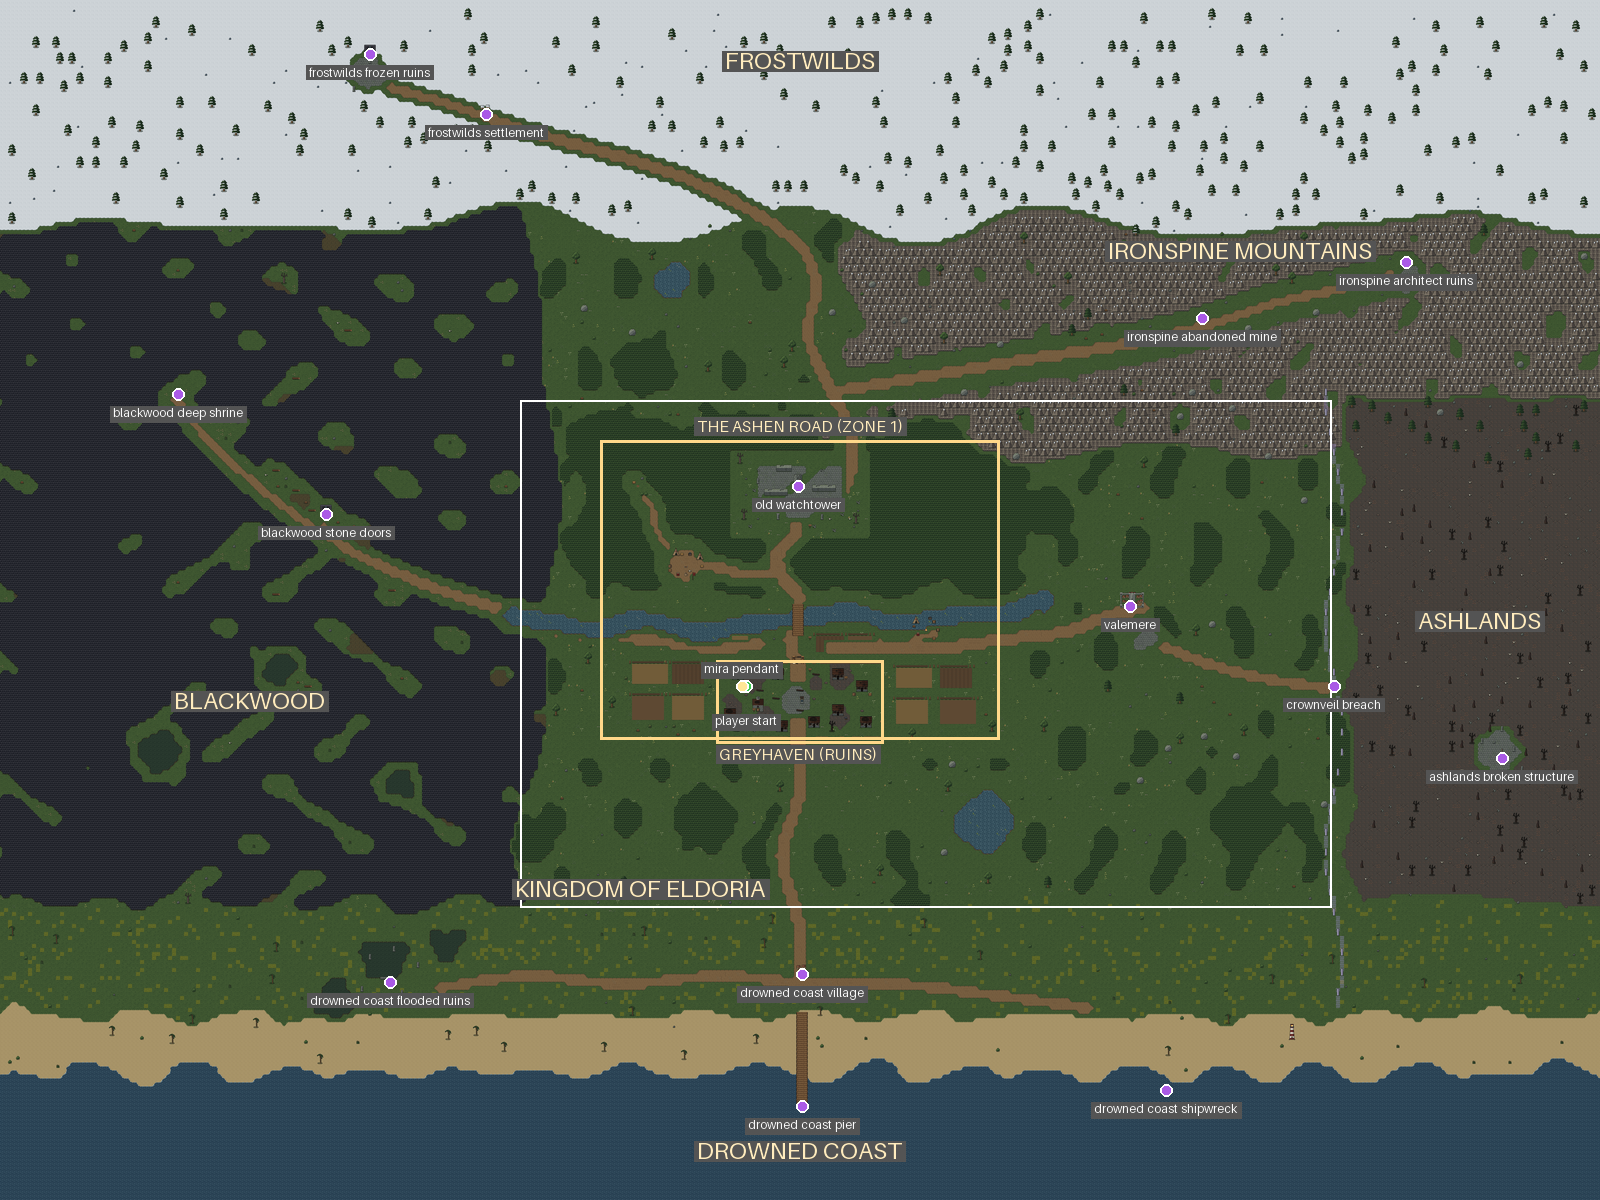 frostwilds frozen ruins
FROSTWILDS
frostwilds settlement
IRONSPINE MOUNTAINS
ironspine architect ruins
ironspine abandoned mine
blackwood deep shrine
THE ASHEN ROAD (ZONE 1)
old watchtower
blackwood stone doors
valemere
ASHLANDS
mira pendant
BLACKWOOD
crownveil breach
player start
GREYHAVEN (RUINS)
ashlands broken structure
KINGDOM OF ELDORIA
drowned coast flooded ruins
drowned coast village
drowned coast shipwreck
drowned coast pier
DROWNED COAST